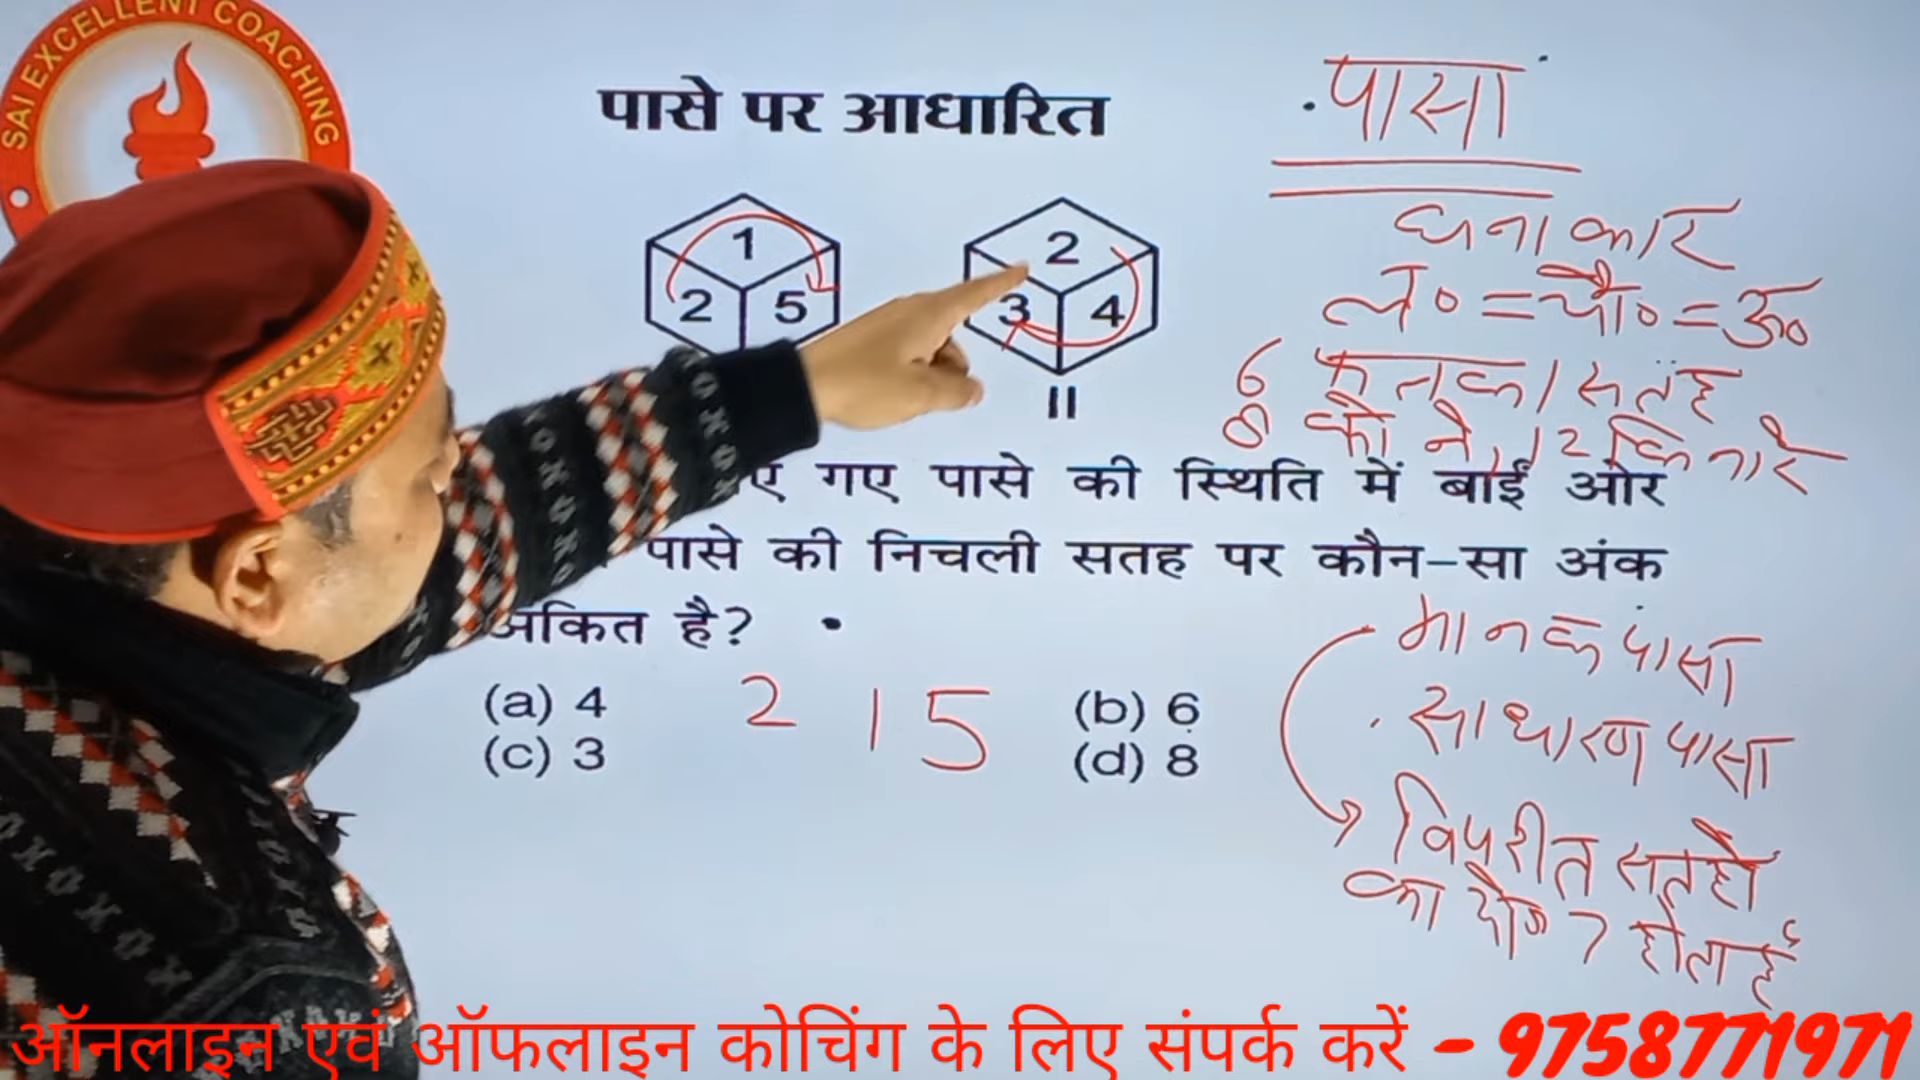 SAI EXCELLENT COACHING
पासे पर आधारित
1
2 5
2
3 4
II
गए पासे की स्थिति में बाईं ओर
पासे की निचली सतह पर कौन-सा अंक
अंकित है?
(a) 4
(b) 6
(c) 3
(d) 8
2 1 5
पासा
घनाकार
ल० = चौ० = ऊ०
6 फलक / सतह
8 कोने, 12 किनारे
मानक पासा
साधारण पासा
विपरीत सतहों
का योग 7 होता है
ऑनलाइन एवं ऑफलाइन कोचिंग के लिए संपर्क करें - 9758771971